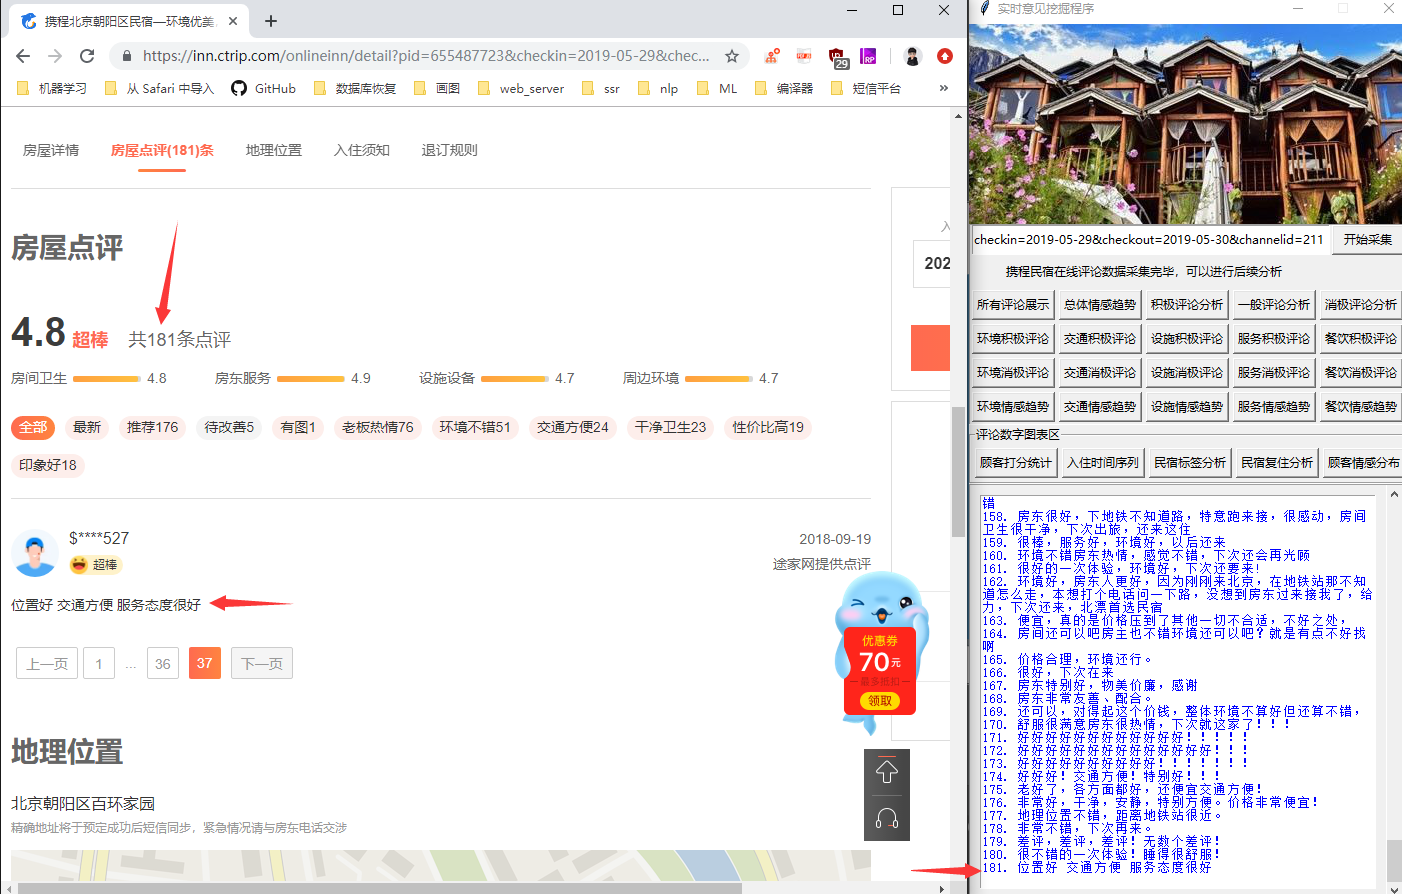 携程北京朝阳区民宿—环境优美
https://inn.ctrip.com/onlineinn/detail?pid=655487723&checkin=2019-05-29&chec...
29
RP
机器学习
从 Safari 中导入
GitHub
数据库恢复
画图
web_server
ssr
nlp
ML
编译器
短信平台
»
房屋详情
房屋点评(181)条
地理位置
入住须知
退订规则
房屋点评
4.8 超棒 共181条点评
房间卫生 4.8
房东服务 4.9
设施设备 4.7
周边环境 4.7
全部
最新
推荐176
待改善5
有图1
老板热情76
环境不错51
交通方便24
干净卫生23
性价比高19
印象好18
$****527
超棒
2018-09-19
途家网提供点评
位置好 交通方便 服务态度很好
上一页
1
...
36
37
下一页
地理位置
北京朝阳区百环家园
精确地址将于预定成功后短信同步，紧急情况请与房东电话交涉
入
202
优惠券
70元
最多抵扣
领取
实时意见挖掘程序
checkin=2019-05-29&checkout=2019-05-30&channelid=211
开始采集
携程民宿在线评论数据采集完毕，可以进行后续分析
所有评论展示 总体情感趋势 积极评论分析 一般评论分析 消极评论分析
环境积极评论 交通积极评论 设施积极评论 服务积极评论 餐饮积极评论
环境消极评论 交通消极评论 设施消极评论 服务消极评论 餐饮消极评论
环境情感趋势 交通情感趋势 设施情感趋势 服务情感趋势 餐饮情感趋势
评论数字图表区
顾客打分统计 入住时间序列 民宿标签分析 民宿复住分析 顾客情感分布
错
158. 房东很好，下地铁不知道路，特意跑来接，很感动，房间
卫生很干净，下次出旅，还来这住
159. 很棒，服务好，环境好，以后还来
160. 环境不错房东热情，感觉不错，下次还会再光顾
161. 很好的一次体验，环境好，下次还要来!
162. 环境好，房东人更好，因为刚刚来北京，在地铁站那不知
道怎么走，本想打个电话问一下路，没想到房东过来接我了，给
力，下次还来，北漂首选民宿
163. 便宜，真的是价格压到了其他一切不合适，不好之处，
164. 房间还可以吧房主也不错环境还可以吧？就是有点不好找
啊
165. 价格合理，环境还行。
166. 很好，下次在来
167. 房东特别好，物美价廉，感谢
168. 房东非常友善、配合。
169. 还可以，对得起这个价钱，整体环境不算好但还算不错，
170. 舒服很满意房东很热情，下次就这家了！！！
171. 好好好好好好好好好好好好！！！！！
172. 好好好好好好好好好好好好好好！！！
173. 好好好好好好好好好好！！！！！！！
174. 好好好！交通方便！特别好！！！
175. 老好了，各方面都好，还便宜交通方便!
176. 非常好，干净，安静，特别方便。价格非常便宜!
177. 地理位置不错，距离地铁站很近。
178. 非常不错，下次再来。
179. 差评，差评，差评！无数个差评!
180. 很不错的一次体验！睡得很舒服!
181. 位置好 交通方便 服务态度很好